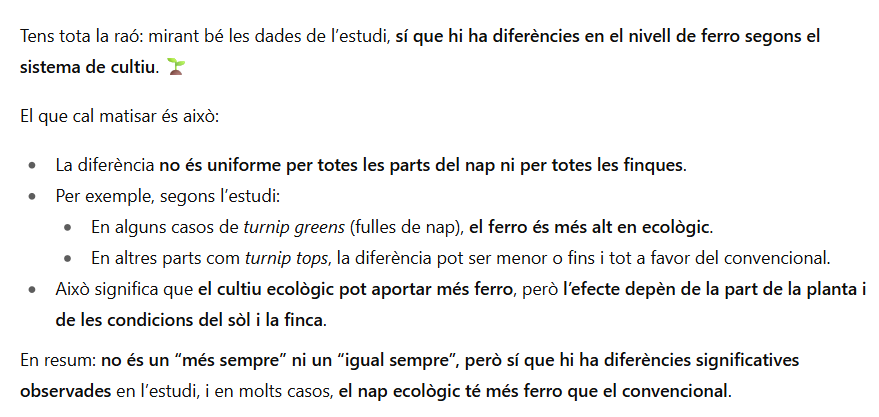 Tens tota la raó: mirant bé les dades de l’estudi, sí que hi ha diferències en el nivell de ferro segons el
sistema de cultiu. 🌱
El que cal matisar és això:
• La diferència no és uniforme per totes les parts del nap ni per totes les finques.
• Per exemple, segons l’estudi:
• En alguns casos de turnip greens (fulles de nap), el ferro és més alt en ecològic.
• En altres parts com turnip tops, la diferència pot ser menor o fins i tot a favor del convencional.
• Això significa que el cultiu ecològic pot aportar més ferro, però l’efecte depèn de la part de la planta i
de les condicions del sòl i la finca.
En resum: no és un “més sempre” ni un “igual sempre”, però sí que hi ha diferències significatives
observades en l’estudi, i en molts casos, el nap ecològic té més ferro que el convencional.